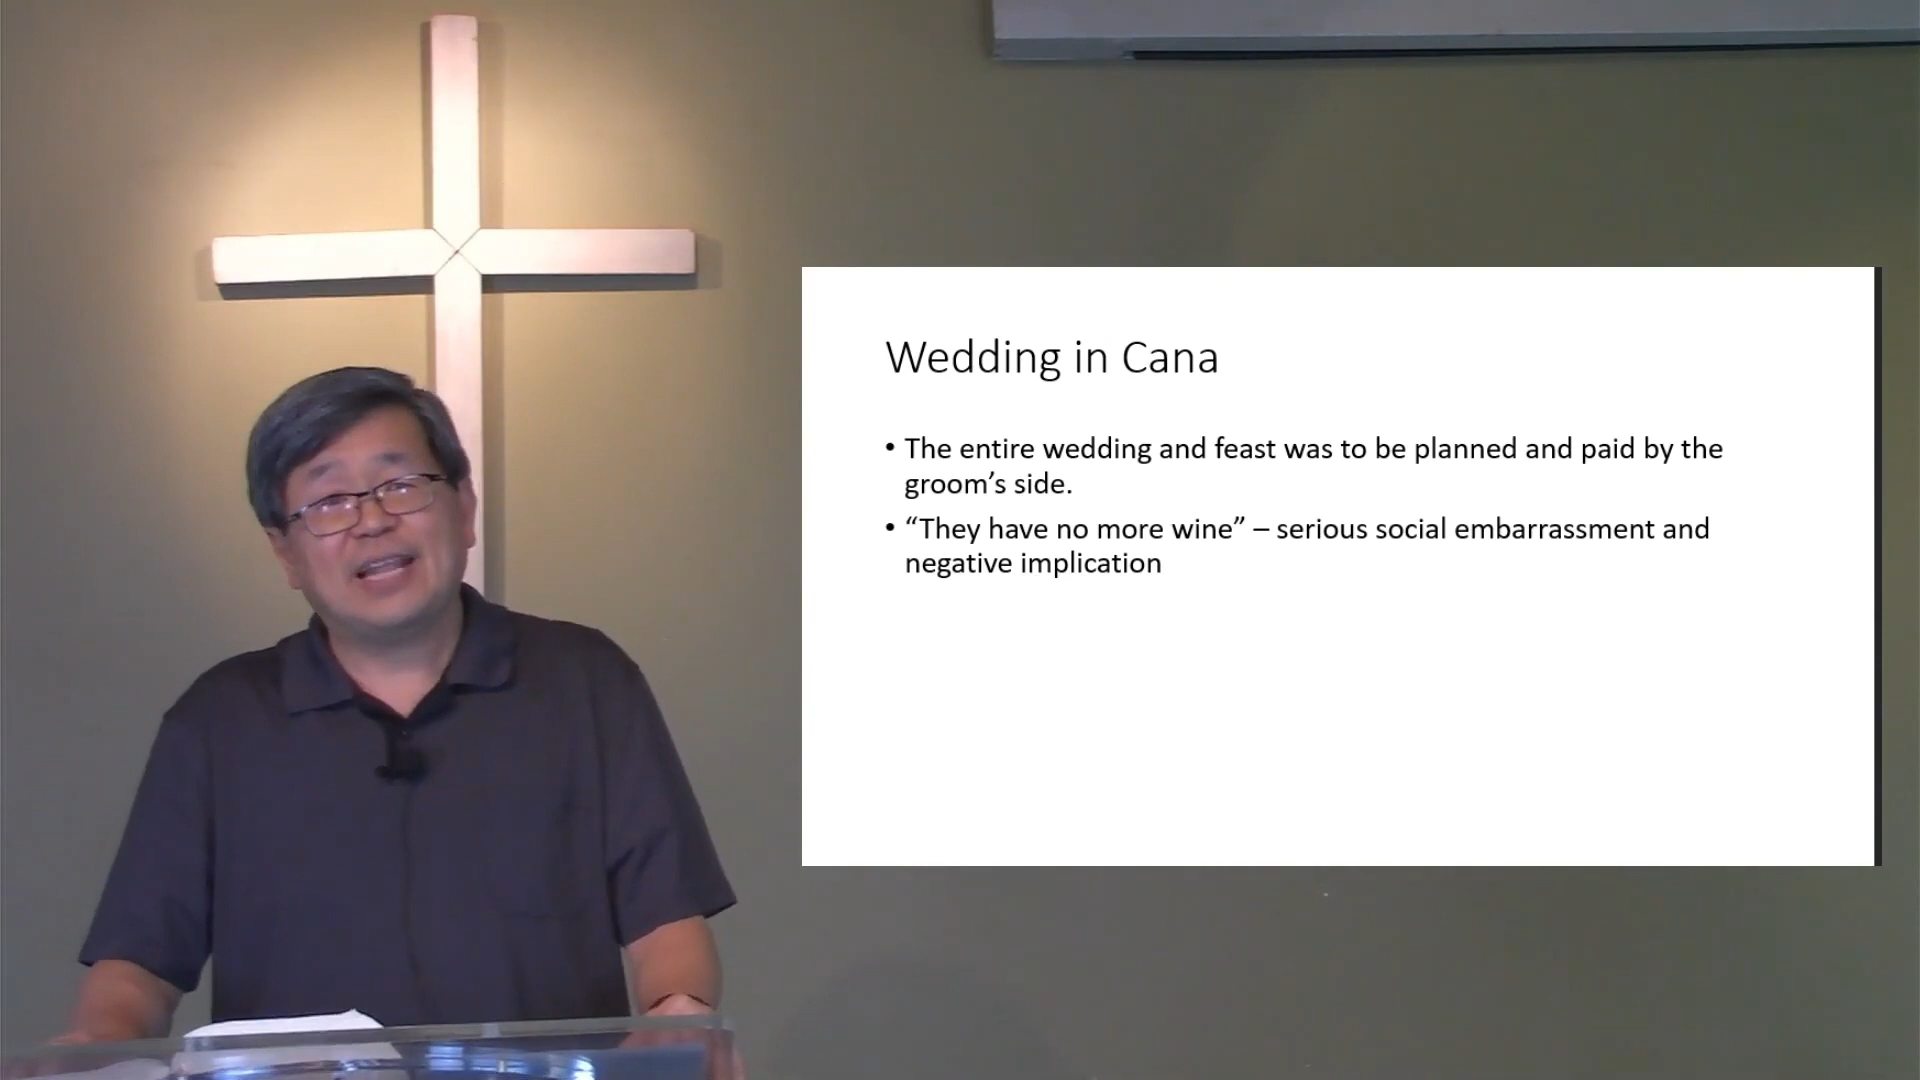 Wedding in Cana
• The entire wedding and feast was to be planned and paid by the
groom’s side.
• “They have no more wine” – serious social embarrassment and
negative implication